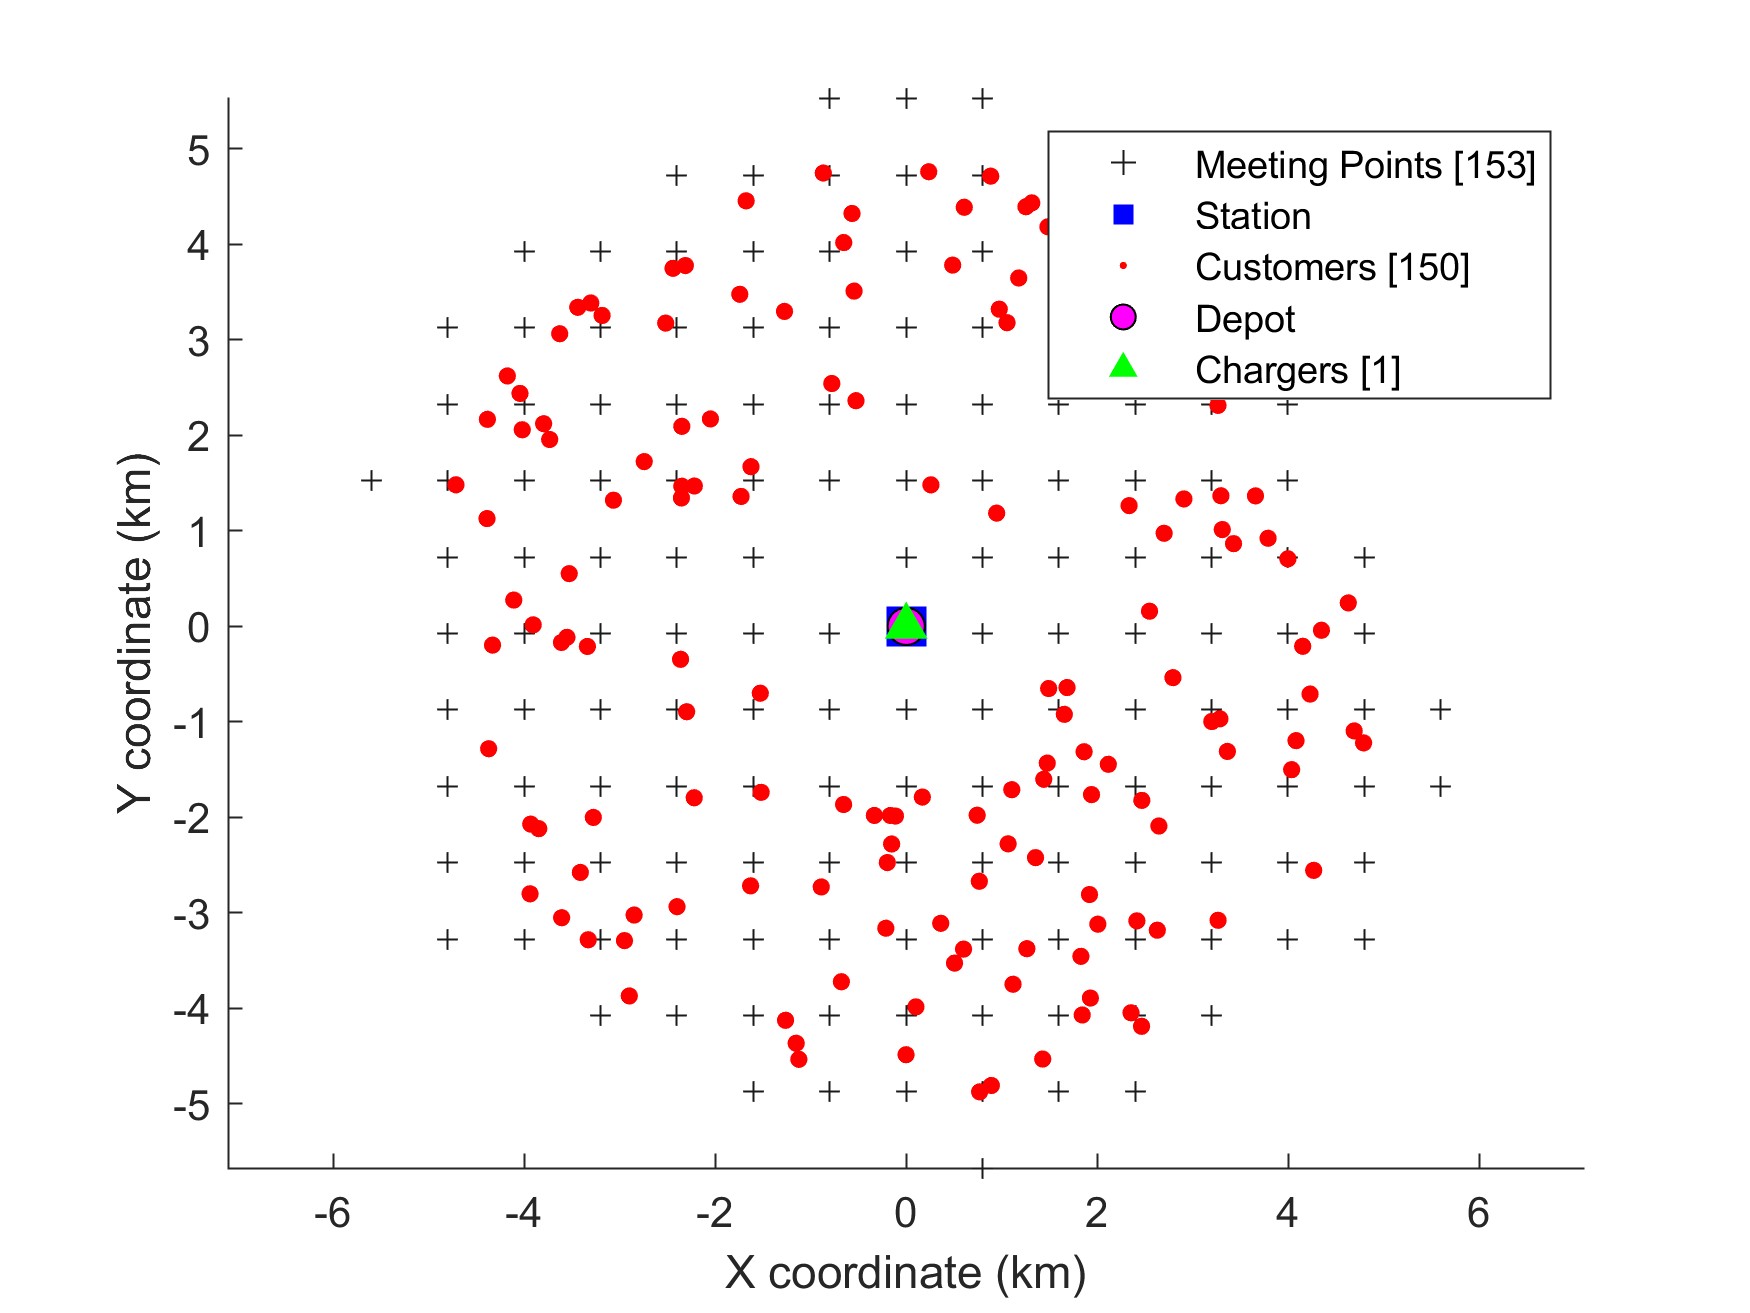 Meeting Points [153]
Station
Customers [150]
Depot
Chargers [1]
5
4
3
2
1
0
-1
-2
-3
-4
-5
Y coordinate (km)
-6 -4 -2 0 2 4 6
X coordinate (km)